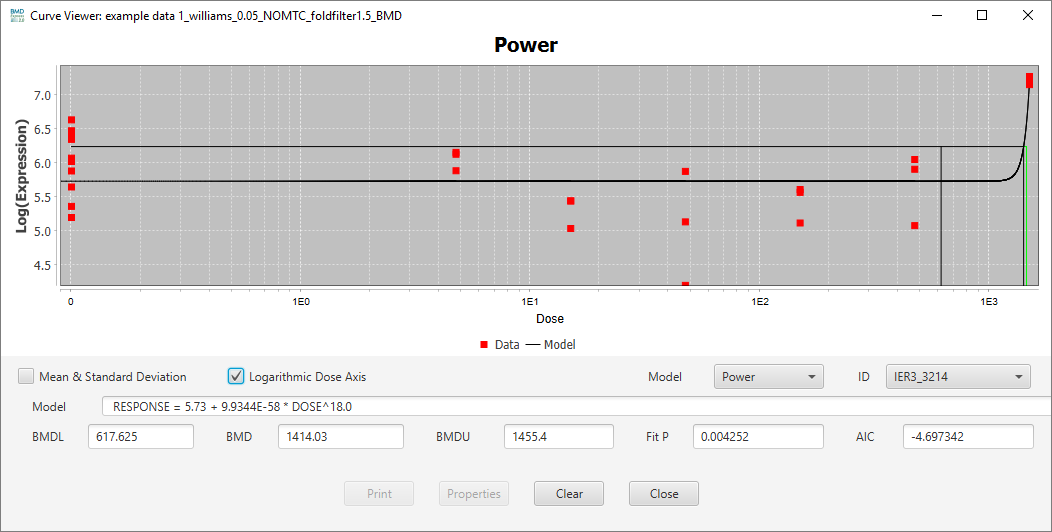 BMD Curve Viewer: example data 1_williams_0.05_NOMTC_foldfilter1.5_BMD
Power
Log(Expression)
7.0
6.5
6.0
5.5
5.0
4.5
0 1E0 1E1 1E2 1E3
Dose
Data Model
Mean & Standard Deviation Logarithmic Dose Axis Model Power ID IER3_3214
Model RESPONSE = 5.73 + 9.9344E-58 * DOSE^18.0
BMDL 617.625 BMD 1414.03 BMDU 1455.4 Fit P 0.004252 AIC -4.697342
Print Properties Clear Close